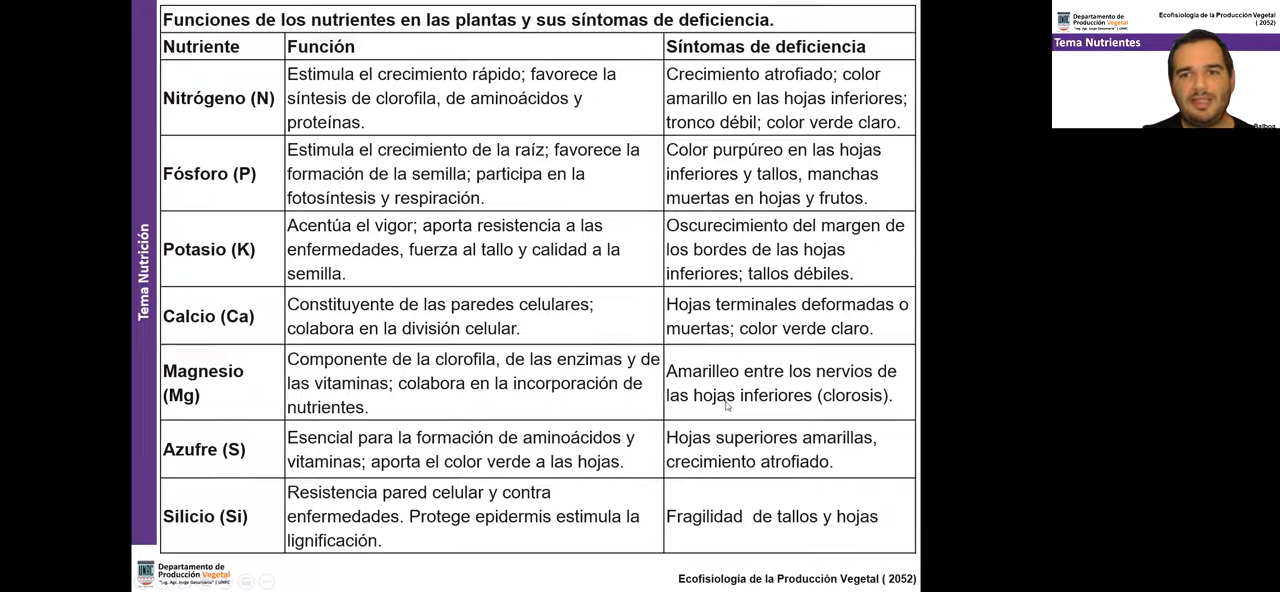 Funciones de los nutrientes en las plantas y sus síntomas de deficiencia.
Nutriente Función Síntomas de deficiencia
Nitrógeno (N)
Estimula el crecimiento rápido; favorece la
síntesis de clorofila, de aminoácidos y
proteínas.
Crecimiento atrofiado; color
amarillo en las hojas inferiores;
tronco débil; color verde claro.
Fósforo (P)
Estimula el crecimiento de la raíz; favorece la
formación de la semilla; participa en la
fotosíntesis y respiración.
Color purpúreo en las hojas
inferiores y tallos, manchas
muertas en hojas y frutos.
Potasio (K)
Acentúa el vigor; aporta resistencia a las
enfermedades, fuerza al tallo y calidad a la
semilla.
Oscurecimiento del margen de
los bordes de las hojas
inferiores; tallos débiles.
Calcio (Ca)
Constituyente de las paredes celulares;
colabora en la división celular.
Hojas terminales deformadas o
muertas; color verde claro.
Magnesio
(Mg)
Componente de la clorofila, de las enzimas y de
las vitaminas; colabora en la incorporación de
nutrientes.
Amarilleo entre los nervios de
las hojas inferiores (clorosis).
Azufre (S)
Esencial para la formación de aminoácidos y
vitaminas; aporta el color verde a las hojas.
Hojas superiores amarillas,
crecimiento atrofiado.
Silicio (Si)
Resistencia pared celular y contra
enfermedades. Protege epidermis estimula la
lignificación.
Fragilidad de tallos y hojas
Tema Nutrición
UNRC
Departamento de
Producción Vegetal
Ecofisiología de la Producción Vegetal ( 2052)
UNRC
Departamento de
Producción Vegetal
Ecofisiología de la Producción Vegetal
( 2052)
Tema Nutrientes